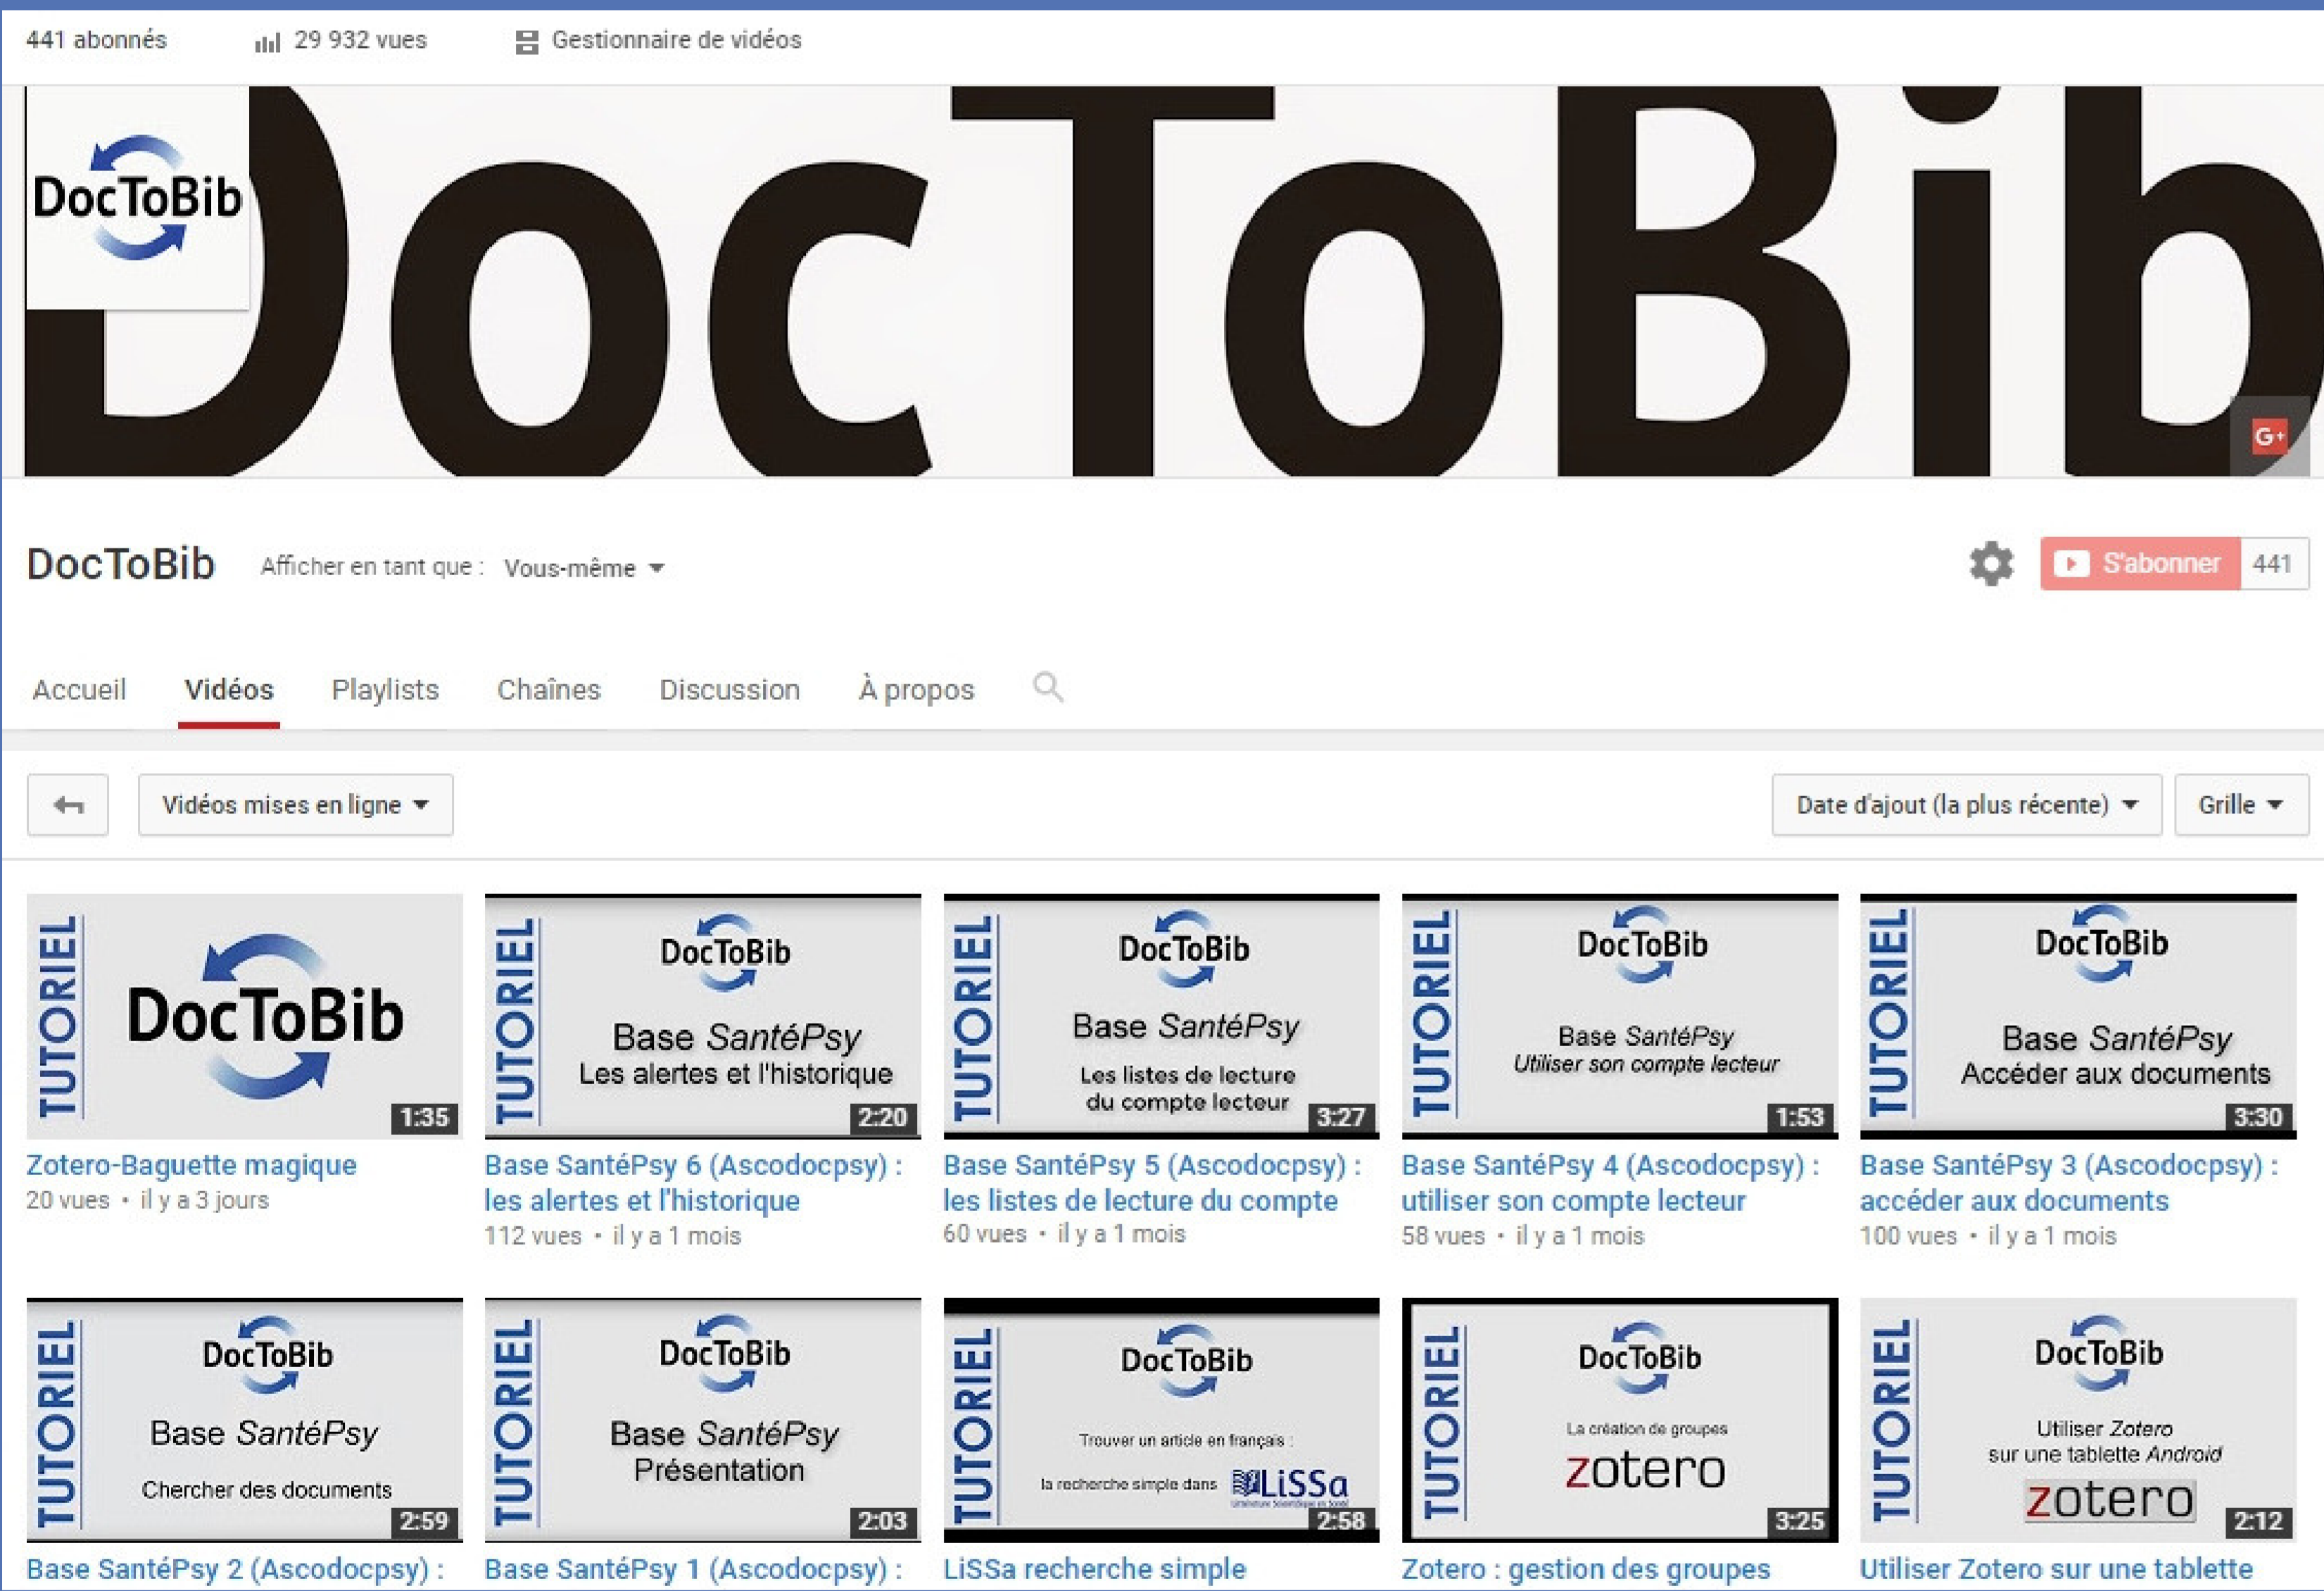 441 abonnés 29 932 vues Gestionnaire de vidéos
DocToBib
DocToBib
G+
DocToBib Afficher en tant que : Vous-même S'abonner 441
Accueil Vidéos Playlists Chaînes Discussion À propos
Vidéos mises en ligne Date d'ajout (la plus récente) Grille
TUTORIEL
DocToBib
1:35
Zotero-Baguette magique
20 vues • il y a 3 jours
TUTORIEL
DocToBib
Base SantéPsy
Les alertes et l'historique
2:20
Base SantéPsy 6 (Ascodocpsy) :
les alertes et l'historique
112 vues • il y a 1 mois
TUTORIEL
DocToBib
Base SantéPsy
Les listes de lecture
du compte lecteur
3:27
Base SantéPsy 5 (Ascodocpsy) :
les listes de lecture du compte
60 vues • il y a 1 mois
TUTORIEL
DocToBib
Base SantéPsy
Utiliser son compte lecteur
1:53
Base SantéPsy 4 (Ascodocpsy) :
utiliser son compte lecteur
58 vues • il y a 1 mois
TUTORIEL
DocToBib
Base SantéPsy
Accéder aux documents
3:30
Base SantéPsy 3 (Ascodocpsy) :
accéder aux documents
100 vues • il y a 1 mois
TUTORIEL
DocToBib
Base SantéPsy
Chercher des documents
2:59
Base SantéPsy 2 (Ascodocpsy) :
TUTORIEL
DocToBib
Base SantéPsy
Présentation
2:03
Base SantéPsy 1 (Ascodocpsy) :
TUTORIEL
DocToBib
Trouver un article en français :
la recherche simple dans LiSSa
2:58
LiSSa recherche simple
TUTORIEL
DocToBib
La création de groupes
zotero
3:25
Zotero : gestion des groupes
TUTORIEL
DocToBib
Utiliser Zotero
sur une tablette Android
zotero
2:12
Utiliser Zotero sur une tablette